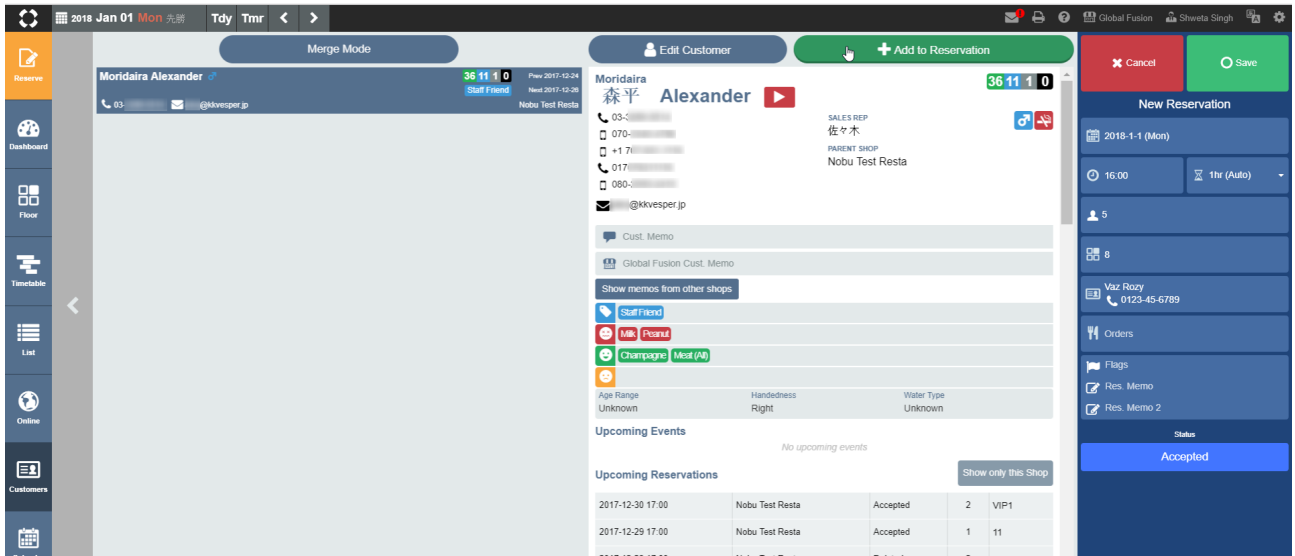 2018 Jan 01 Mon 先勝 Tdy Tmr
Global Fusion Shweta Singh
Reserve
Dashboard
Floor
Timetable
List
Online
Customers
Merge Mode
Moridaira Alexander
36 11 1 0
Prev 2017-12-24
Staff Friend
Next 2017-12-28
03-
@kkvesper.jp
Nobu Test Resta
Edit Customer
Add to Reservation
Moridaira
森平 Alexander
36 11 1 0
03-
070-
+1 7
017
080-
@kkvesper.jp
SALES REP
佐々木
PARENT SHOP
Nobu Test Resta
Cust. Memo
Global Fusion Cust. Memo
Show memos from other shops
Staff Friend
Milk Peanut
Champagne Meat (All)
Age Range Handedness Water Type
Unknown Right Unknown
Upcoming Events
No upcoming events
Upcoming Reservations
Show only this Shop
2017-12-30 17:00 Nobu Test Resta Accepted 2 VIP1
2017-12-29 17:00 Nobu Test Resta Accepted 1 11
Cancel
Save
New Reservation
2018-1-1 (Mon)
16:00
1hr (Auto)
5
8
Vaz Rozy
0123-45-6789
Orders
Flags
Res. Memo
Res. Memo 2
Status
Accepted